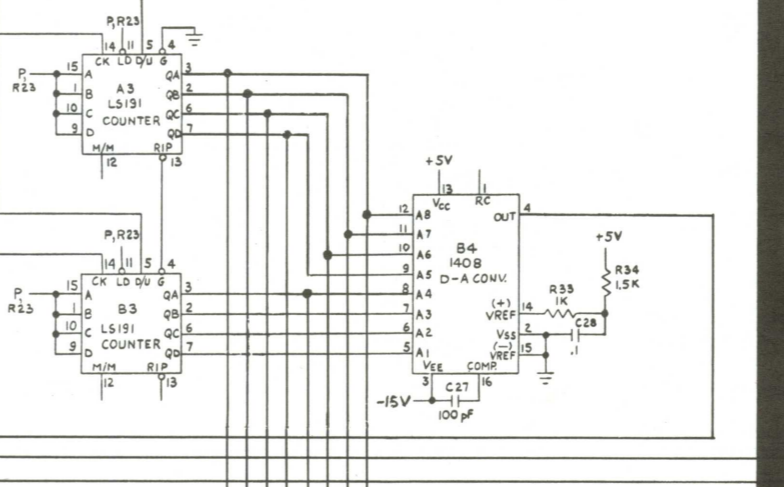 P,R23
14 11 5 4
CK LD D/U G
P, R23
15 A
1 B
10 C
9 D
A3
LS191
COUNTER
QA 3
QB 2
QC 6
QD 7
M/M RIP
12 13
P,R23
14 11 5 4
CK LD D/U G
P, R23
15 A
1 B
10 C
9 D
B3
LS191
COUNTER
QA 3
QB 2
QC 6
QD 7
M/M RIP
12 13
+5V
13 1
VCC RC
12 A8
11 A7
10 A6
9 A5
8 A4
7 A3
6 A2
5 A1
B4
1408
D-A CONV.
OUT 4
(+)
VREF 14
VSS 2
(-)
VREF 15
VEE COMP.
3 16
-15V
C27
100 pF
+5V
R34
1.5K
R33
1K
C28
.1